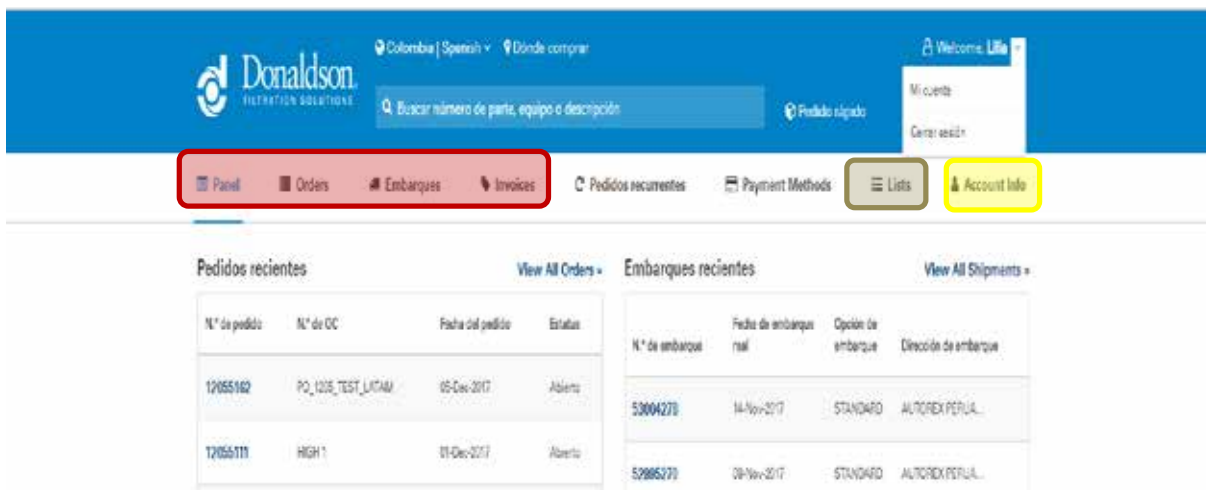 Colombia | Spanish
Dónde comprar
Welcome, Lilia
Donaldson.
FILTRATION SOLUTIONS
Buscar número de parte, equipo o descripción
Pedido rápido
Mi cuenta
Cerrar sesión
Panel
Orders
Embarques
Invoices
Pedidos recurrentes
Payment Methods
Lists
Account Info
Pedidos recientes
View All Orders »
N.° de pedido
N.° de OC
Fecha del pedido
Estatus
12055162
PO_1205_TEST_LATAM
05-Dec-2017
Abierto
12055111
HIGH 1
01-Dec-2017
Abierto
Embarques recientes
View All Shipments »
N.° de embarque
Fecha de embarque
real
Opción de
embarque
Dirección de embarque
53004278
14-Nov-2017
STANDARD
AUTOREX PERUA...
52995270
09-Nov-2017
STANDARD
AUTOREX PERUA...